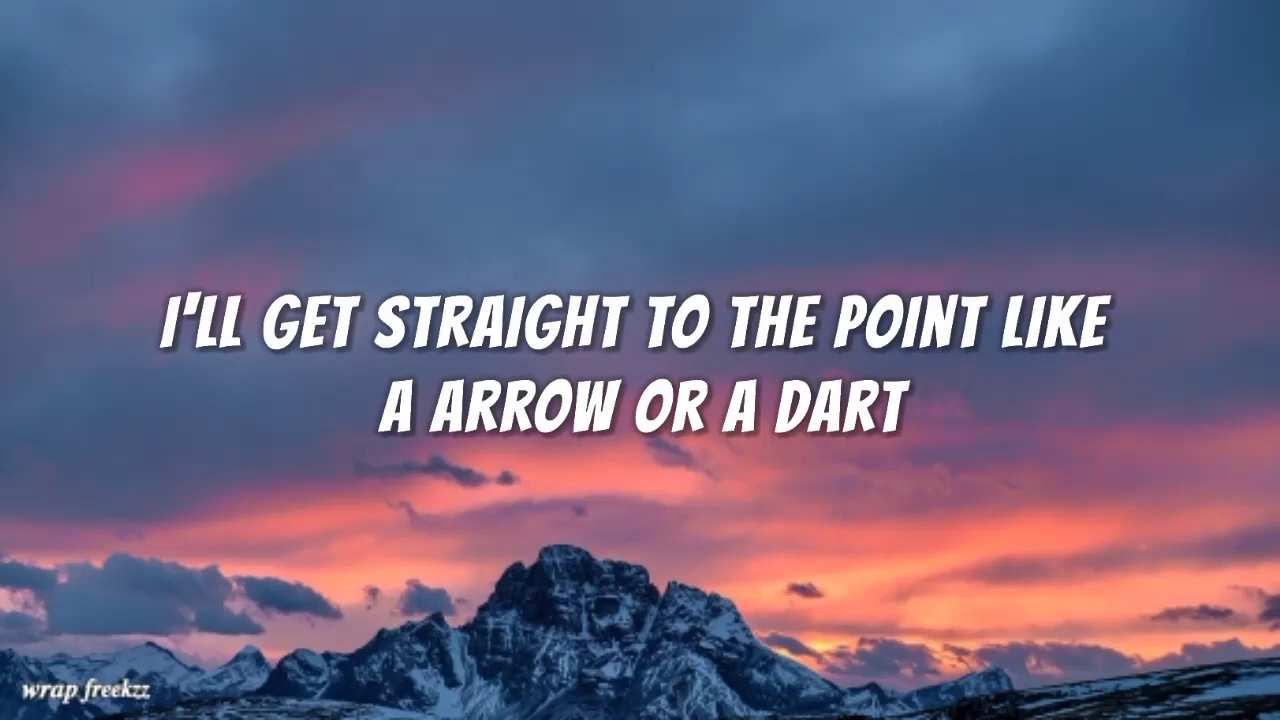 I'LL GET STRAIGHT TO THE POINT LIKE
A ARROW OR A DART
wrap freekzz